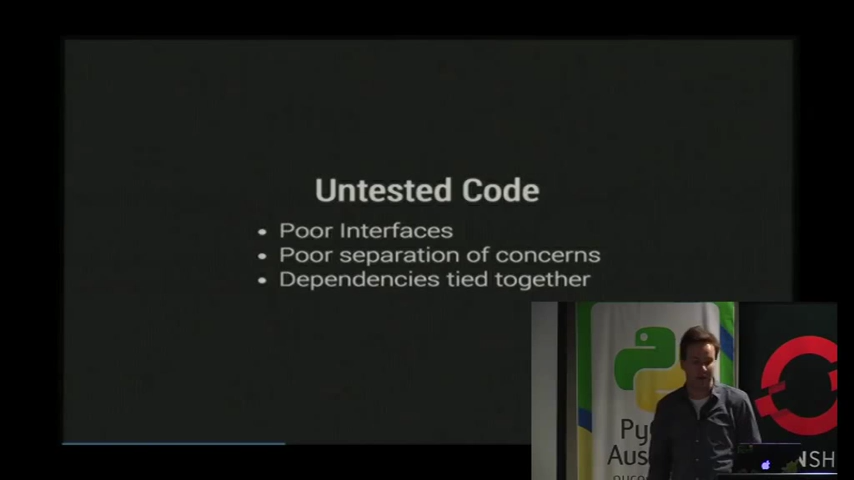 Untested Code
• Poor Interfaces
• Poor separation of concerns
• Dependencies tied together
Py
Aus
NSH